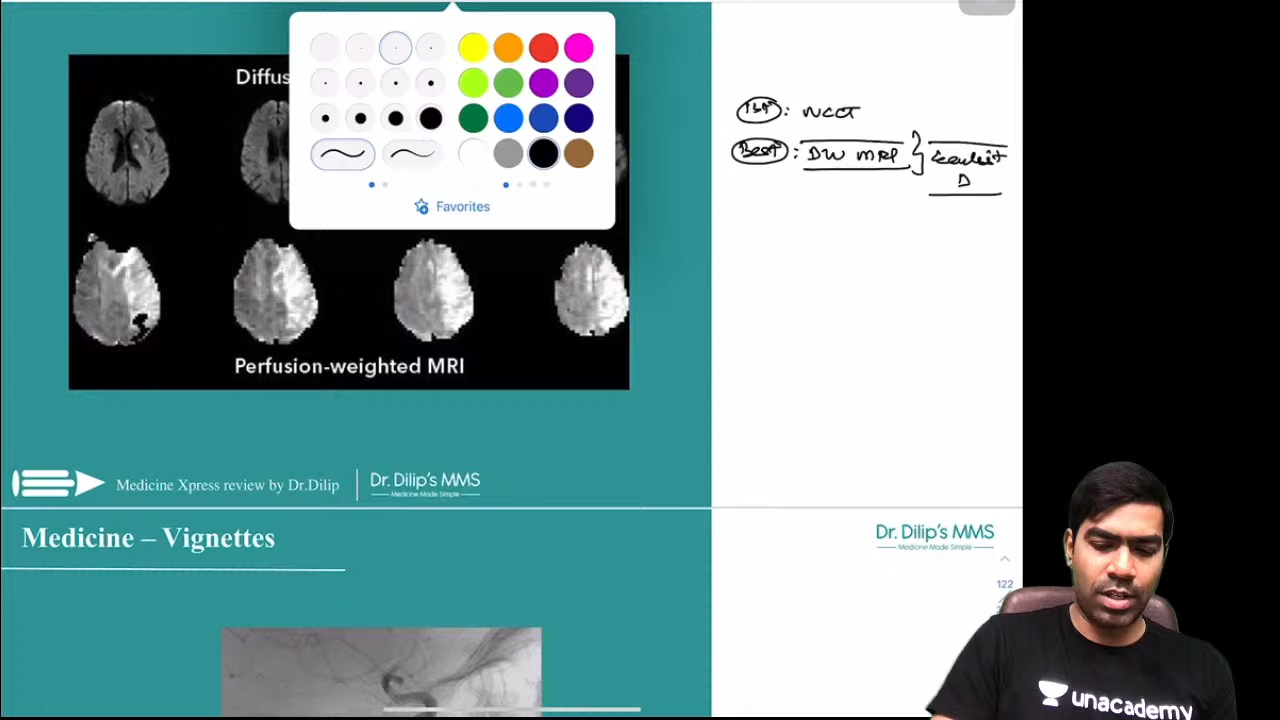 Diffus
Favorites
1st : NCCT
Best : DW MRI
D
Perfusion-weighted MRI
Medicine Xpress review by Dr.Dilip
Dr. Dilip's MMS
Medicine Made Simple
Medicine – Vignettes
Dr. Dilip's MMS
Medicine Made Simple
122
unacademy